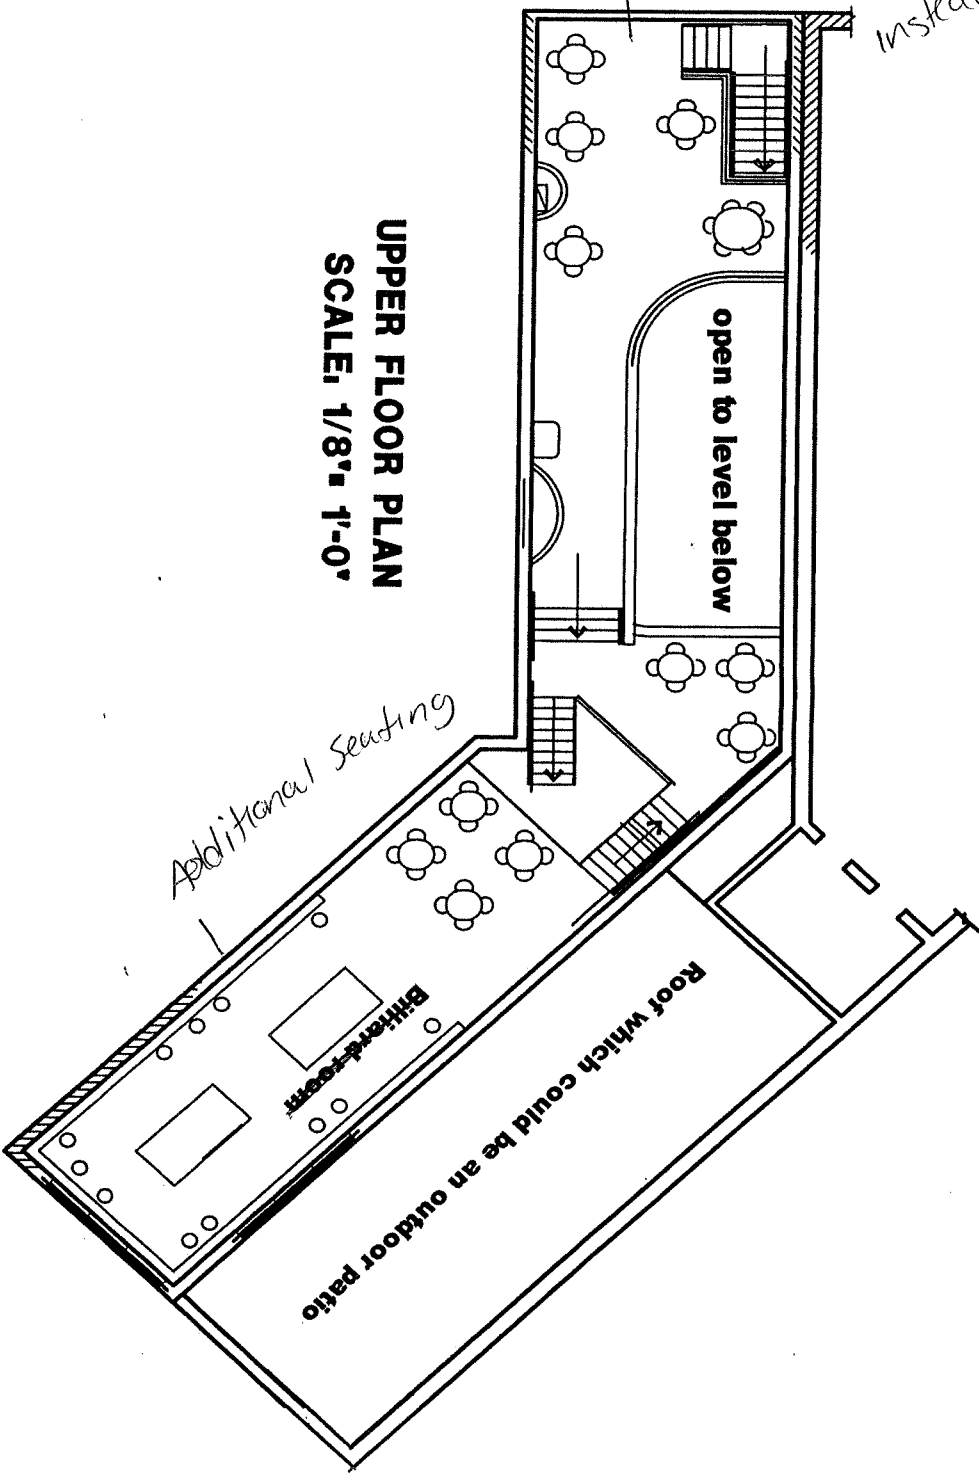 instea
UPPER FLOOR PLAN
SCALE, 1/8"= 1'-0"
open to level below
Additional seating
Billiard room
Roof which could be an outdoor patio